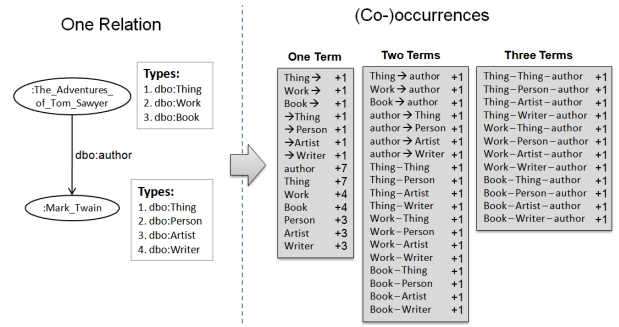 One Relation
(Co-)occurrences
:The_Adventures_
of_Tom_Sawyer
Types:
1. dbo:Thing
2. dbo:Work
3. dbo:Book
dbo:author
:Mark_Twain
Types:
1. dbo:Thing
2. dbo:Person
3. dbo:Artist
4. dbo:Writer
One Term
Thing→ +1
Work→ +1
Book→ +1
→Thing +1
→Person +1
→Artist +1
→Writer +1
author +7
Thing +7
Work +4
Book +4
Person +3
Artist +3
Writer +3
Two Terms
Thing→author +1
Work→author +1
Book→author +1
author→Thing +1
author→Person +1
author→Artist +1
author→Writer +1
Thing–Thing +1
Thing–Person +1
Thing–Artist +1
Thing–Writer +1
Work–Thing +1
Work–Person +1
Work–Artist +1
Work–Writer +1
Book–Thing +1
Book–Person +1
Book–Artist +1
Book–Writer +1
Three Terms
Thing–Thing–author +1
Thing–Person–author +1
Thing–Artist–author +1
Thing–Writer–author +1
Work–Thing–author +1
Work–Person–author +1
Work–Artist–author +1
Work–Writer–author +1
Book–Thing–author +1
Book–Person–author +1
Book–Artist–author +1
Book–Writer–author +1